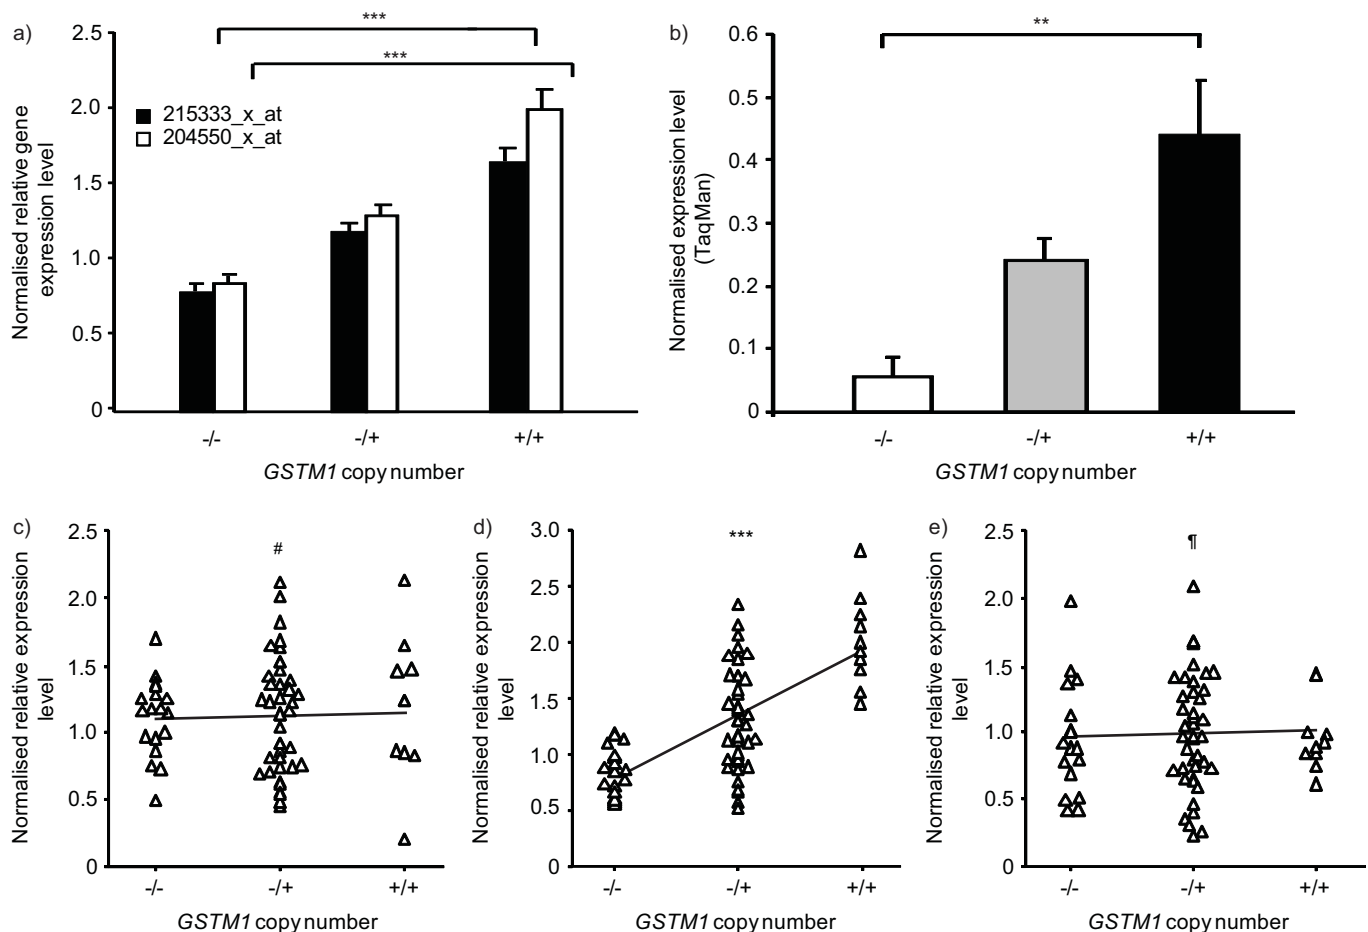 a)
***
***
2.5
2.0
1.5
1.0
0.5
0
Normalised relative gene
expression level
215333_x_at
204550_x_at
-/-
-/+
+/+
GSTM1 copy number
b)
**
0.6
0.5
0.4
0.3
0.2
0.1
0
Normalised expression level
(TaqMan)
-/-
-/+
+/+
GSTM1 copy number
c)
#
2.5
2.0
1.5
1.0
0.5
0
Normalised relative expression
level
-/-
-/+
+/+
GSTM1 copy number
d)
***
3.0
2.5
2.0
1.5
1.0
0.5
0
Normalised relative expression
level
-/-
-/+
+/+
GSTM1 copy number
e)
¶
2.5
2.0
1.5
1.0
0.5
0
Normalised relative expression
level
-/-
-/+
+/+
GSTM1 copy number